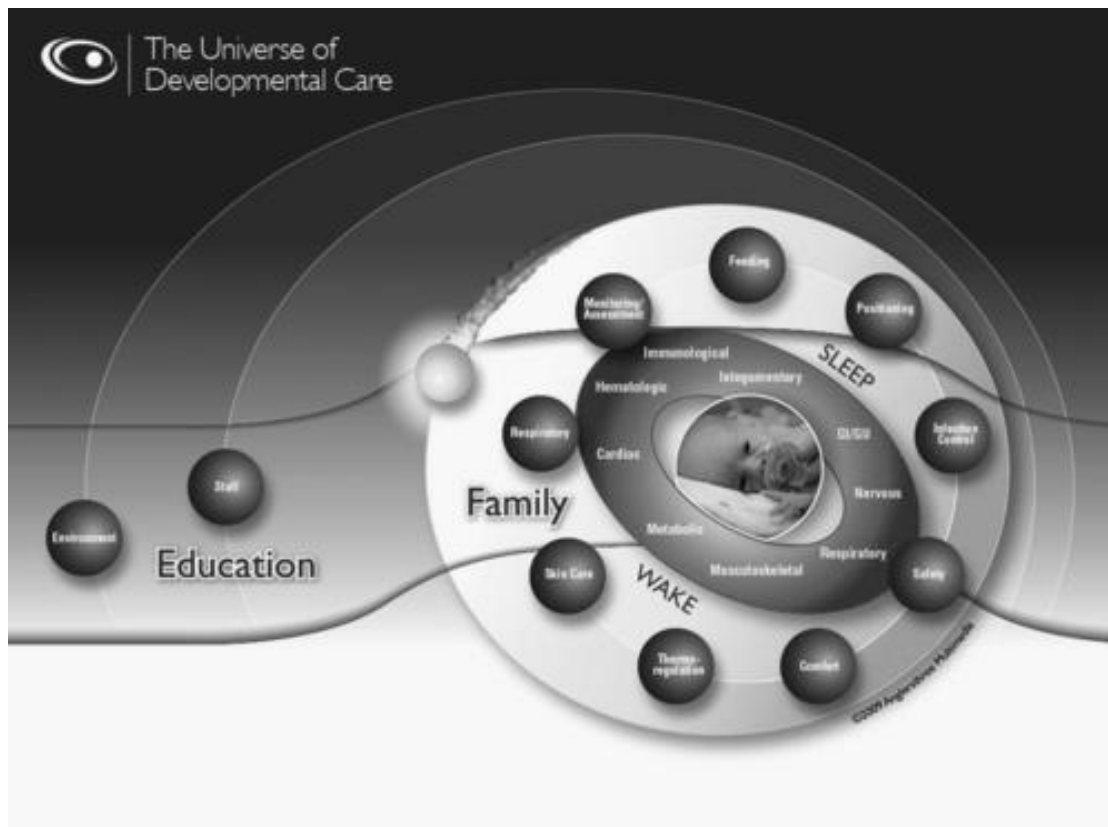 The Universe of
Developmental Care
Feeding
Monitoring/
Assessment
Positioning
Immunological
SLEEP
Integumentary
Hematologic
Respiratory
GI/GU
Infection
Control
Cardiac
Staff
Family
Nervous
Environment
Metabolic
Education
Respiratory
Skin Care
Musculoskeletal
Safety
WAKE
Thermo-
regulation
Comfort
©2009